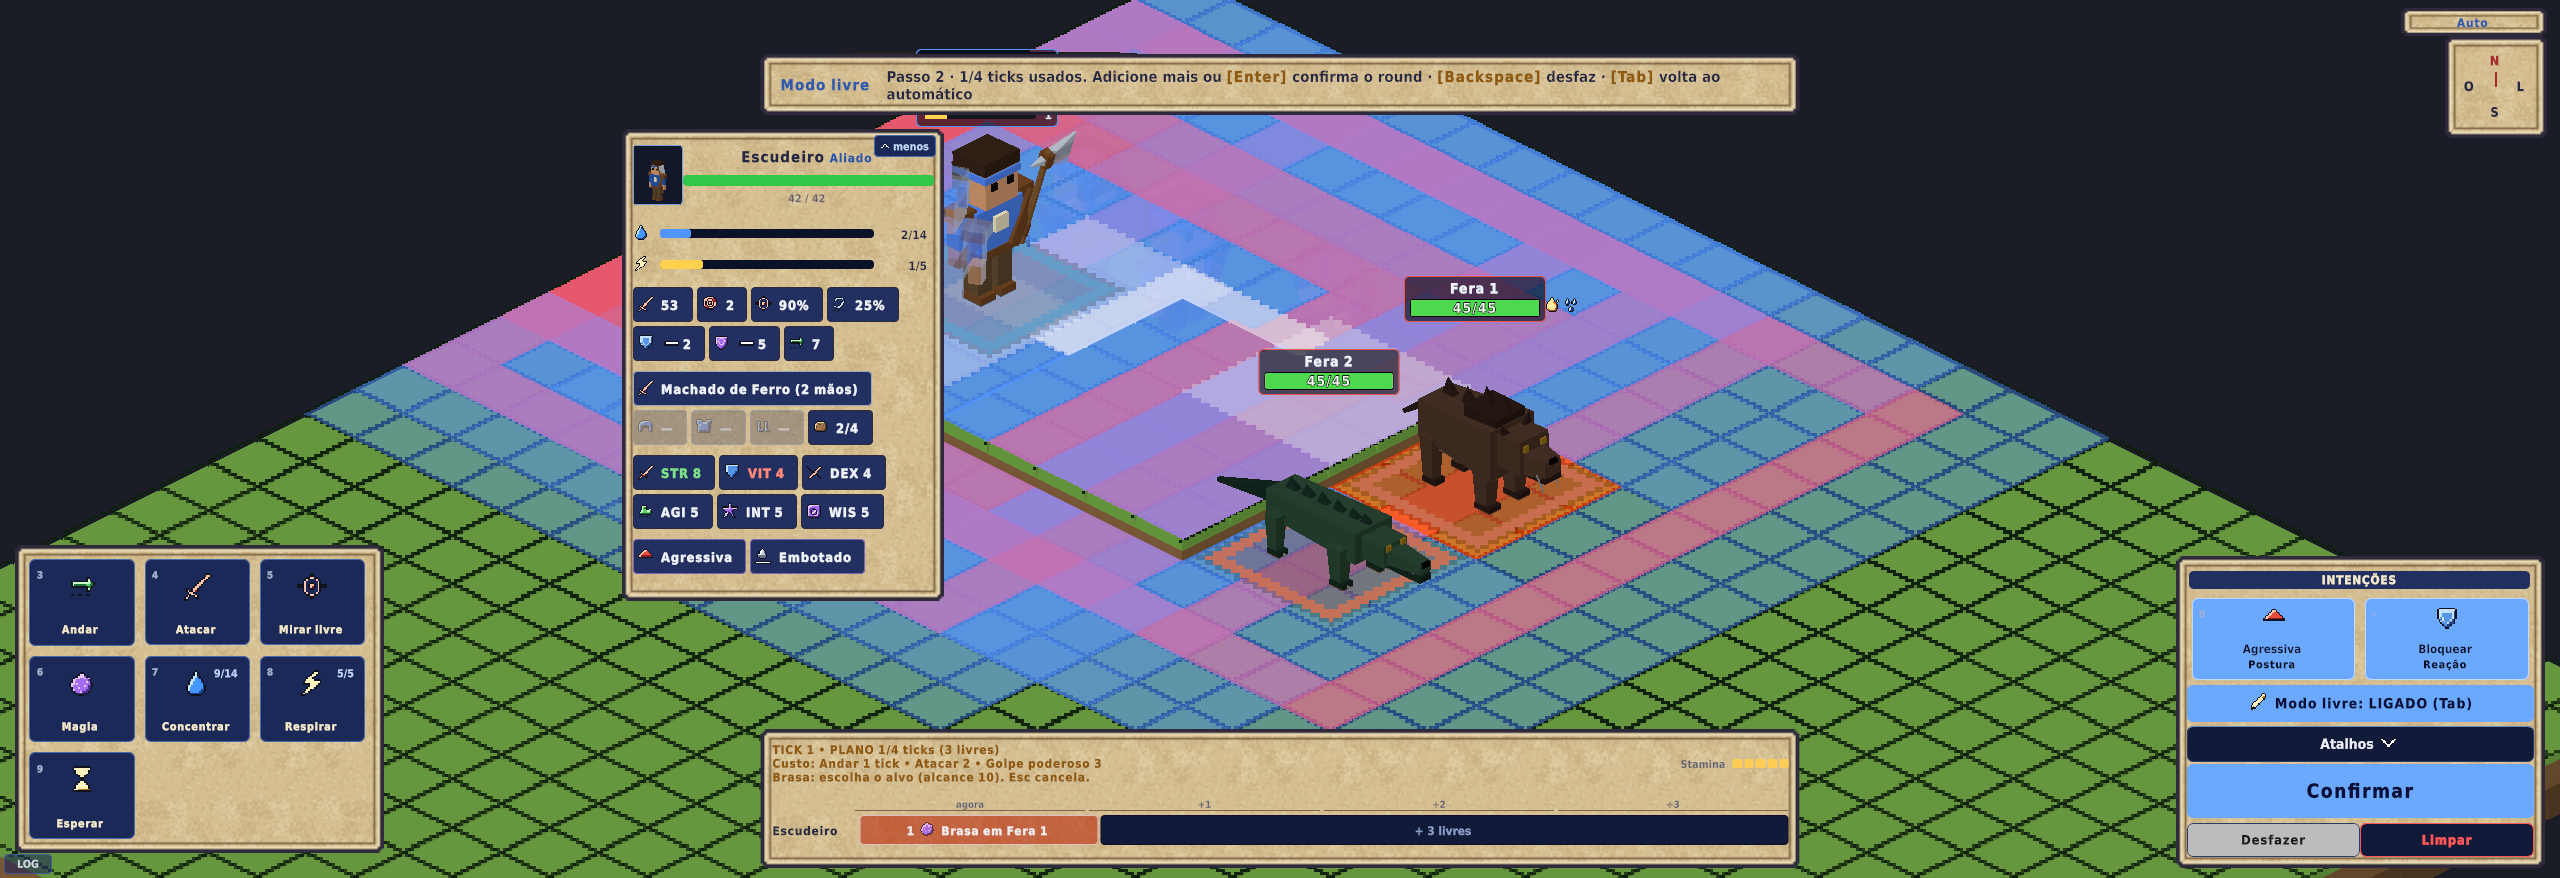 Auto
N
O L
S
Modo livre
Passo 2 · 1/4 ticks usados. Adicione mais ou [Enter] confirma o round · [Backspace] desfaz · [Tab] volta ao
automático
1
Escudeiro Aliado
menos
42 / 42
2/14
1/5
53
2
90%
25%
— 2
— 5
7
Machado de Ferro (2 mãos)
—
—
—
2/4
STR 8
VIT 4
DEX 4
AGI 5
INT 5
WIS 5
Agressiva
Embotado
Fera 1
45/45
Fera 2
45/45
3
Andar
4
Atacar
5
Mirar livre
6
Magia
7
9/14
Concentrar
8
5/5
Respirar
9
Esperar
LOG
TICK 1 • PLANO 1/4 ticks (3 livres)
Custo: Andar 1 tick • Atacar 2 • Golpe poderoso 3
Brasa: escolha o alvo (alcance 10). Esc cancela.
Stamina
agora
+1
+2
+3
Escudeiro
1 Brasa em Fera 1
+ 3 livres
INTENÇÕES
0
Agressiva
Postura
Bloquear
Reação
Modo livre: LIGADO (Tab)
Atalhos
Confirmar
Desfazer
Limpar